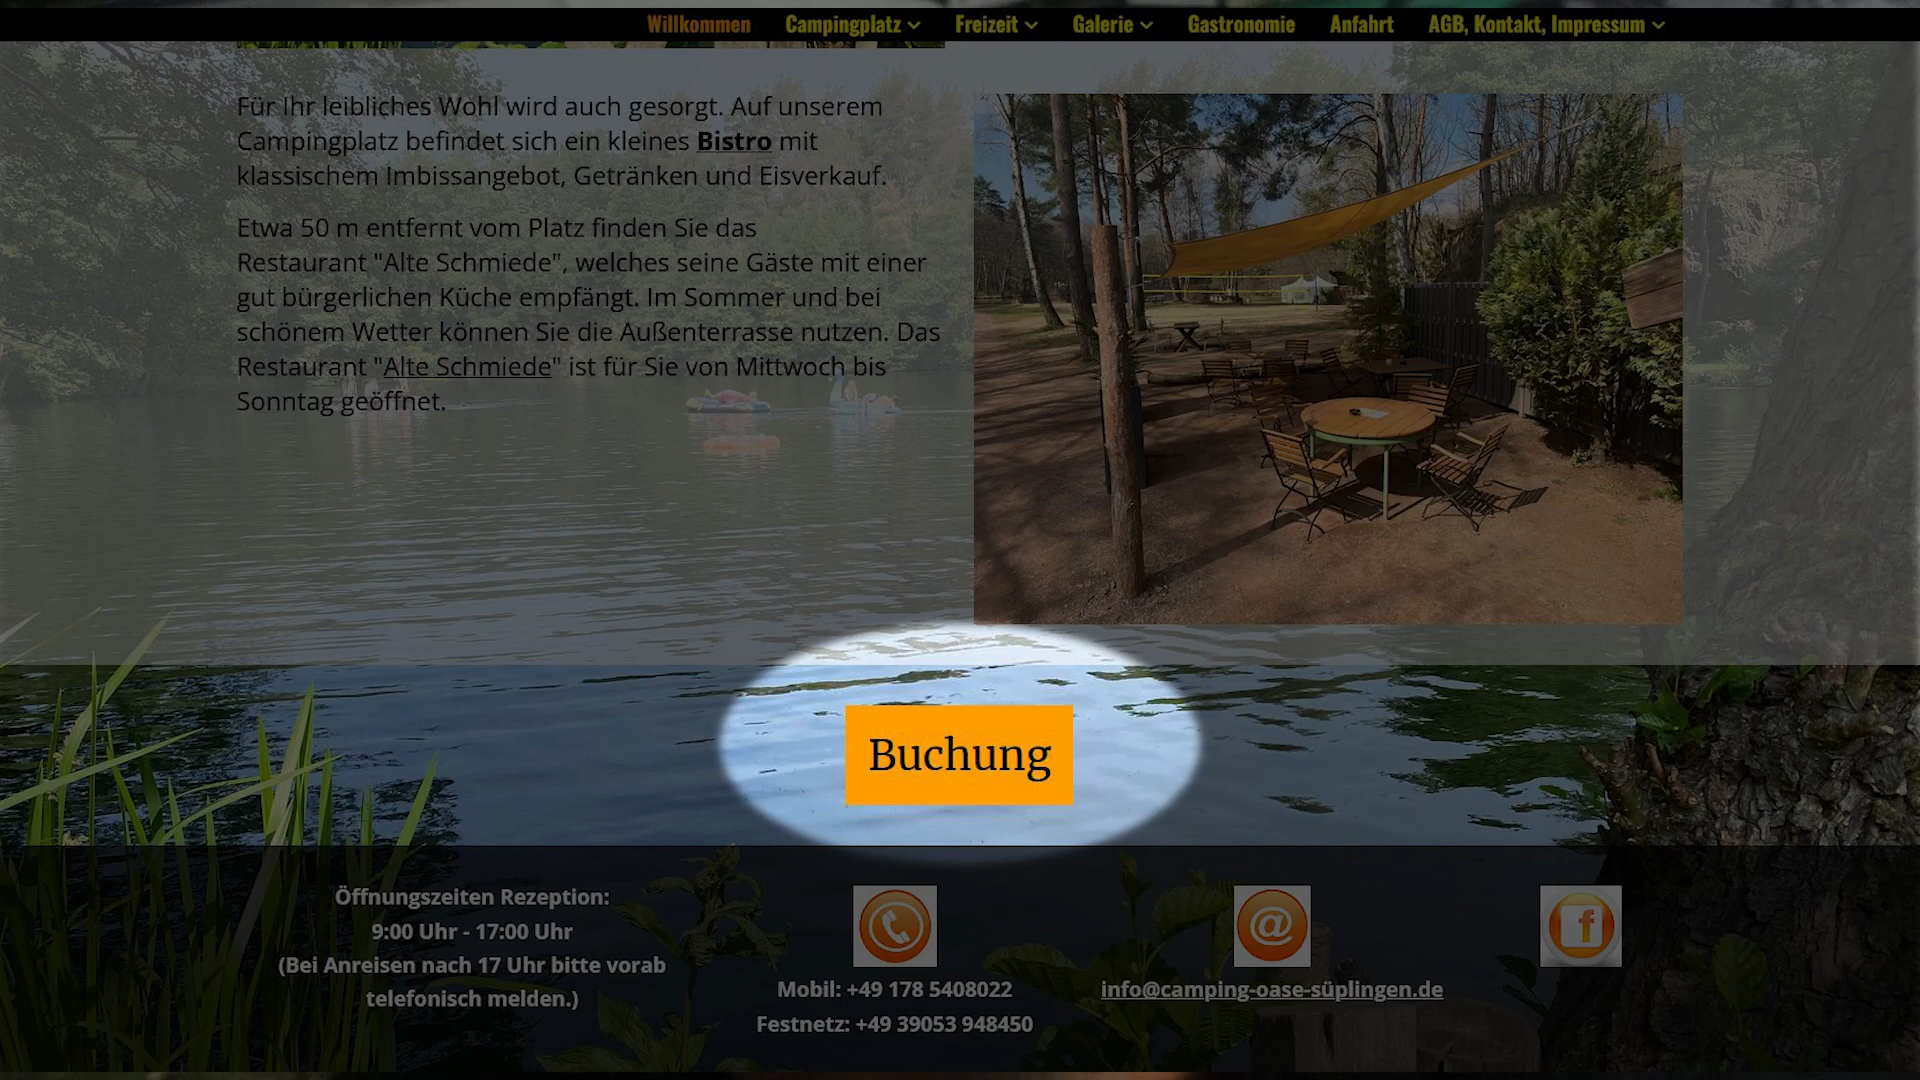 Willkommen Campingplatz Freizeit Galerie Gastronomie Anfahrt AGB, Kontakt, Impressum
Für Ihr leibliches Wohl wird auch gesorgt. Auf unserem
Campingplatz befindet sich ein kleines Bistro mit
klassischem Imbissangebot, Getränken und Eisverkauf.
Etwa 50 m entfernt vom Platz finden Sie das
Restaurant "Alte Schmiede", welches seine Gäste mit einer
gut bürgerlichen Küche empfängt. Im Sommer und bei
schönem Wetter können Sie die Außenterrasse nutzen. Das
Restaurant "Alte Schmiede" ist für Sie von Mittwoch bis
Sonntag geöffnet.
Buchung
Öffnungszeiten Rezeption:
9:00 Uhr - 17:00 Uhr
(Bei Anreisen nach 17 Uhr bitte vorab
telefonisch melden.)
Mobil: +49 178 5408022
Festnetz: +49 39053 948450
@
info@camping-oase-süplingen.de
f